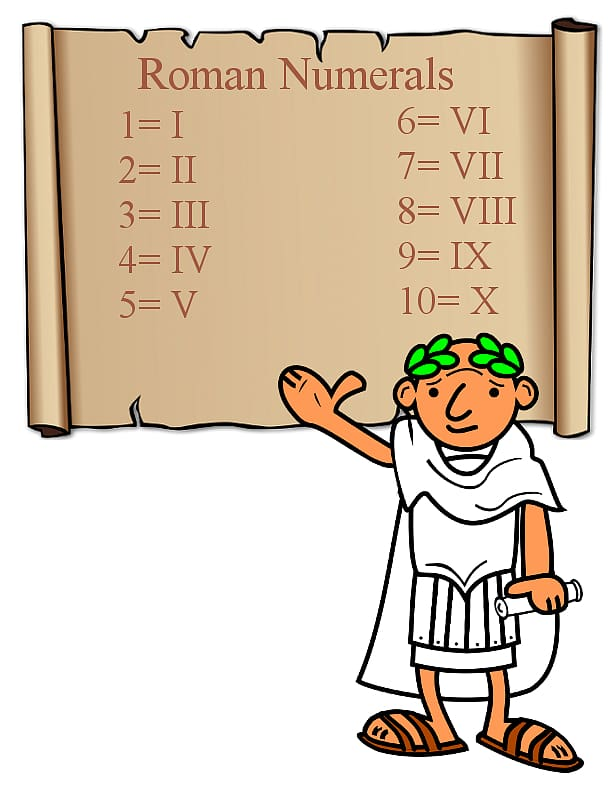 Roman Numerals
1= I
2= II
3= III
4= IV
5= V
6= VI
7= VII
8= VIII
9= IX
10= X